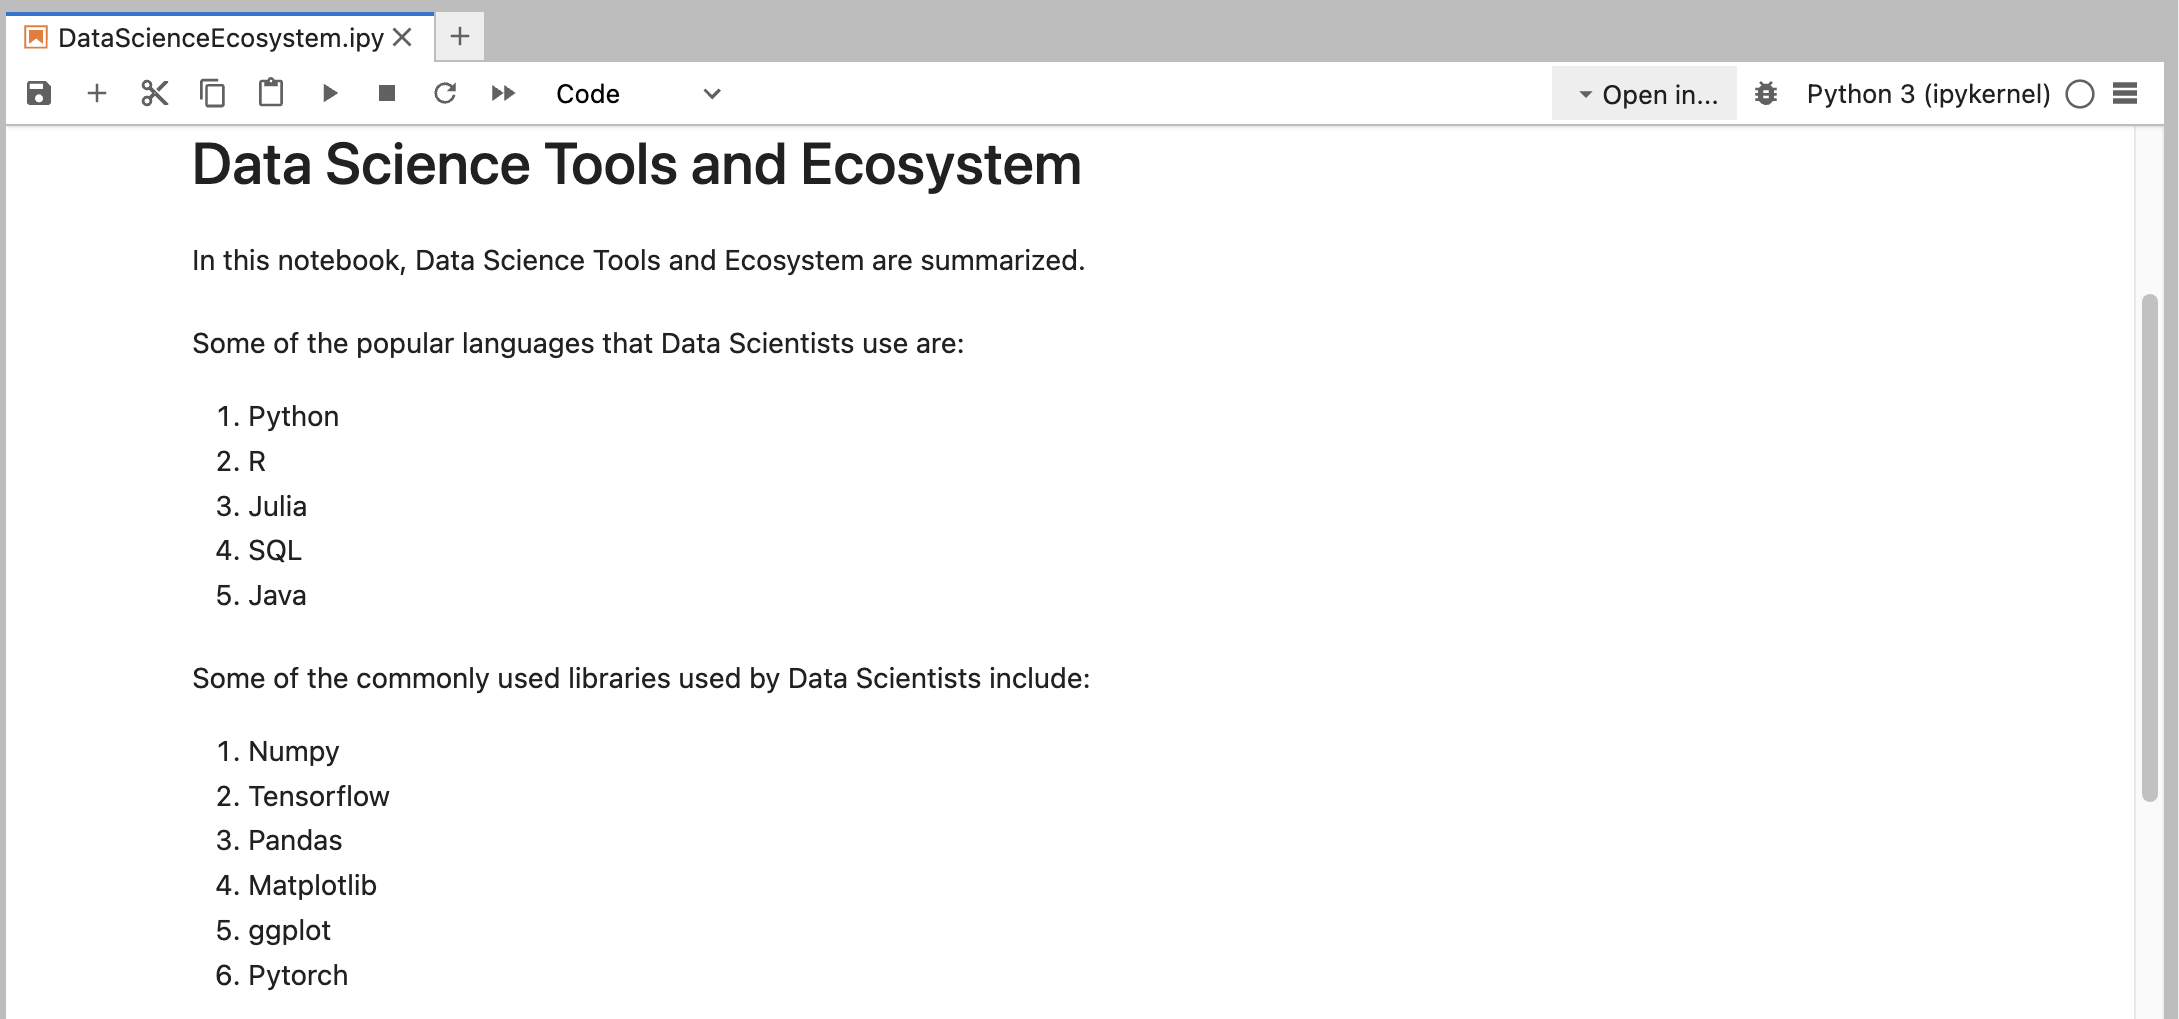 DataScienceEcosystem.ipy
Code
Open in...
Python 3 (ipykernel)
Data Science Tools and Ecosystem
In this notebook, Data Science Tools and Ecosystem are summarized.
Some of the popular languages that Data Scientists use are:
1. Python
2. R
3. Julia
4. SQL
5. Java
Some of the commonly used libraries used by Data Scientists include:
1. Numpy
2. Tensorflow
3. Pandas
4. Matplotlib
5. ggplot
6. Pytorch